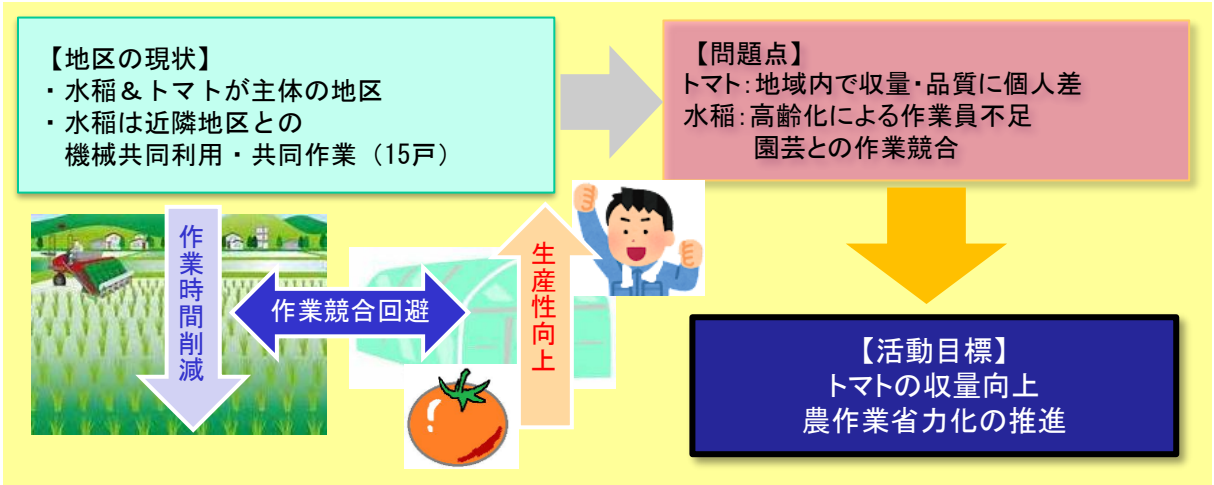 【地区の現状】
・水稲＆トマトが主体の地区
・水稲は近隣地区との
機械共同利用・共同作業（15戸）
【問題点】
トマト：地域内で収量・品質に個人差
水稲：高齢化による作業員不足
園芸との作業競合
作業時間削減
作業競合回避
生産性向上
【活動目標】
トマトの収量向上
農作業省力化の推進